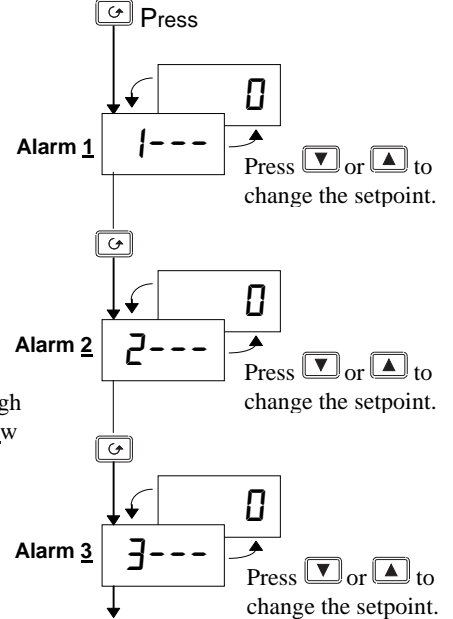 Press
0
Alarm 1
1---
Press or to
change the setpoint.
0
Alarm 2
2---
Press or to
change the setpoint.
gh
w
0
Alarm 3
3---
Press or to
change the setpoint.